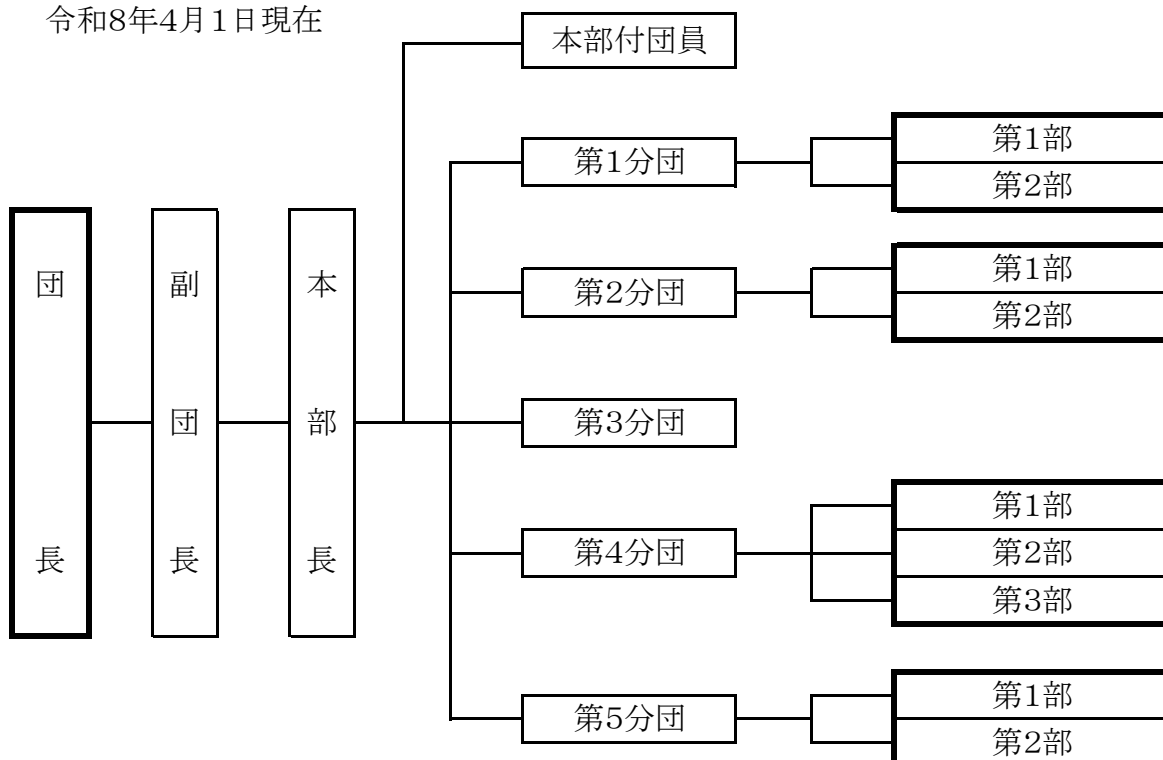 令和8年4月1日現在
団長
副団長
本部長
本部付団員
第1分団
第1部
第2部
第2分団
第1部
第2部
第3分団
第4分団
第1部
第2部
第3部
第5分団
第1部
第2部